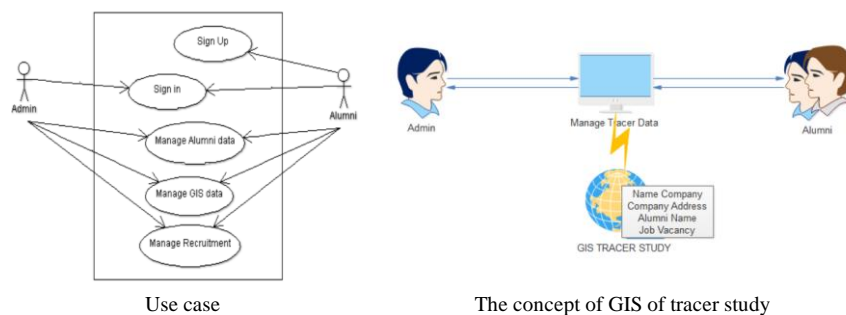 Sign Up
Sign in
Admin
Alumni
Manage Alumni data
Manage GIS data
Manage Recruitment
Use case
Admin
Manage Tracer Data
Alumni
Name Company
Company Address
Alumni Name
Job Vacancy
GIS TRACER STUDY
The concept of GIS of tracer study